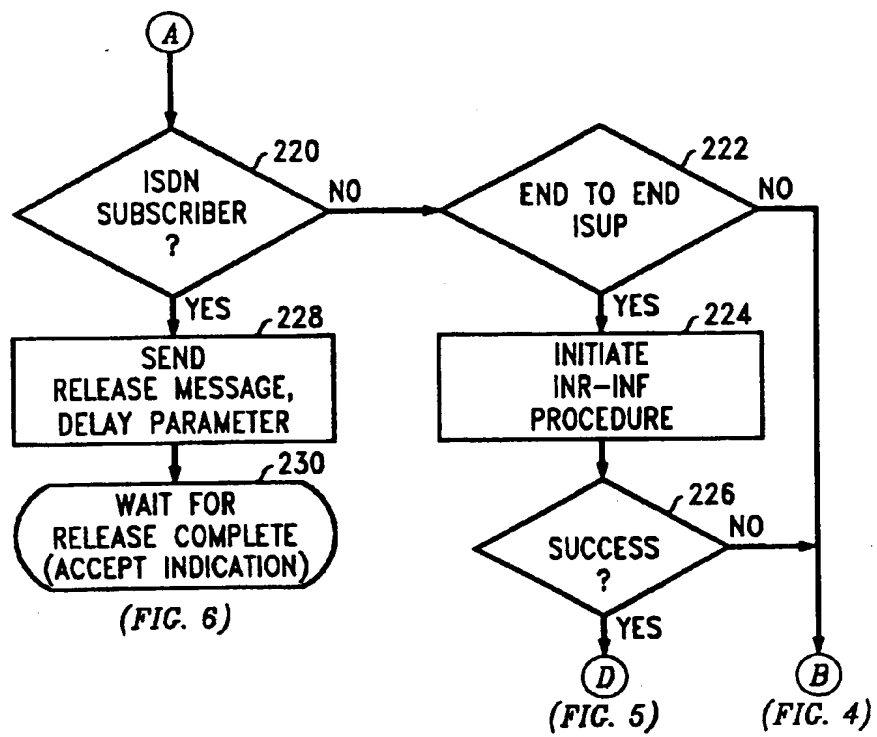 A
220
ISDN
SUBSCRIBER
?
NO
YES
222
END TO END
ISUP
NO
YES
228
SEND
RELEASE MESSAGE,
DELAY PARAMETER
224
INITIATE
INR-INF
PROCEDURE
230
WAIT FOR
RELEASE COMPLETE
(ACCEPT INDICATION)
(FIG. 6)
226
SUCCESS
?
NO
YES
D
(FIG. 5)
B
(FIG. 4)